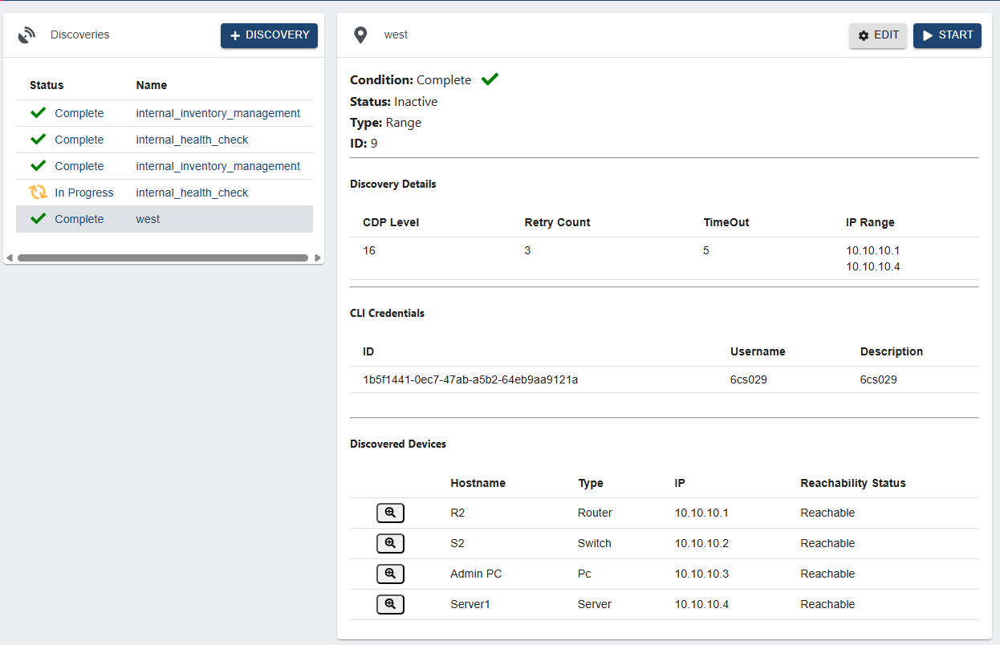 Discoveries
+ DISCOVERY
Status Name
Complete internal_inventory_management
Complete internal_health_check
Complete internal_inventory_management
In Progress internal_health_check
Complete west
west
EDIT
START
Condition: Complete
Status: Inactive
Type: Range
ID: 9
Discovery Details
CDP Level Retry Count TimeOut IP Range
16 3 5 10.10.10.1
10.10.10.4
CLI Credentials
ID Username Description
1b5f1441-0ec7-47ab-a5b2-64eb9aa9121a 6cs029 6cs029
Discovered Devices
Hostname Type IP Reachability Status
R2 Router 10.10.10.1 Reachable
S2 Switch 10.10.10.2 Reachable
Admin PC Pc 10.10.10.3 Reachable
Server1 Server 10.10.10.4 Reachable